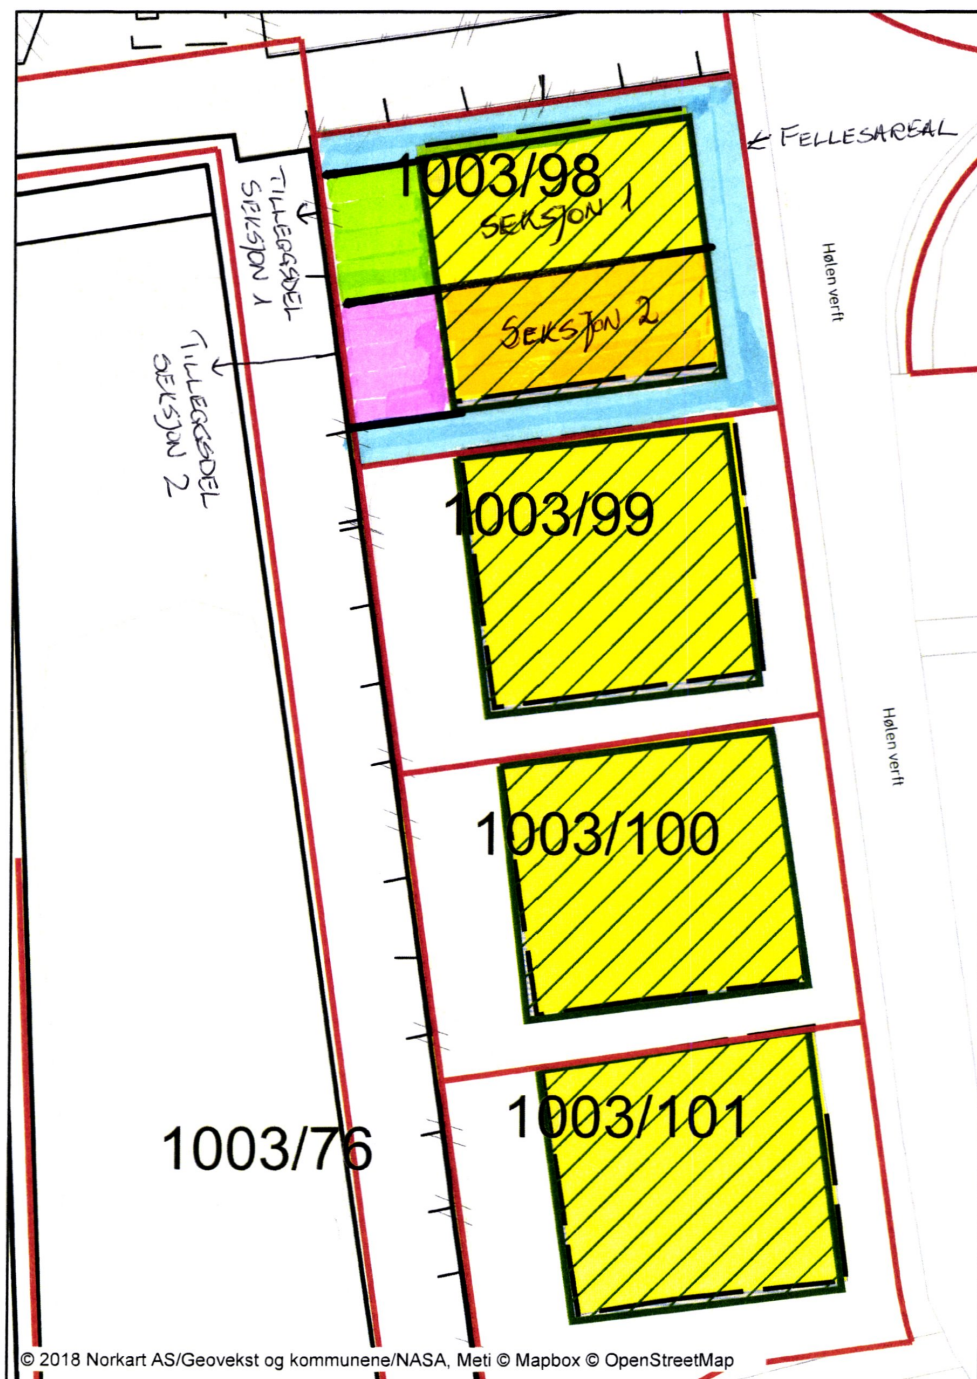 FELLESAREAL
1003/98
SEKSJON 1
TILLEGGSDEL
SEKSJON 1
SEKSJON 2
TILLEGGSDEL
SEKSJON 2
Hølen verft
1003/99
Hølen verft
1003/100
1003/101
1003/76
© 2018 Norkart AS/Geovekst og kommunene/NASA, Meti © Mapbox © OpenStreetMap